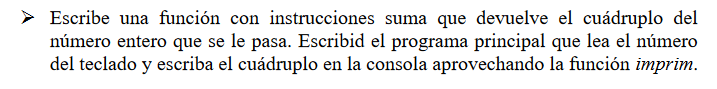 ➢ Escribe una función con instrucciones suma que devuelve el cuádruplo del
número entero que se le pasa. Escribid el programa principal que lea el número
del teclado y escriba el cuádruplo en la consola aprovechando la función imprim.